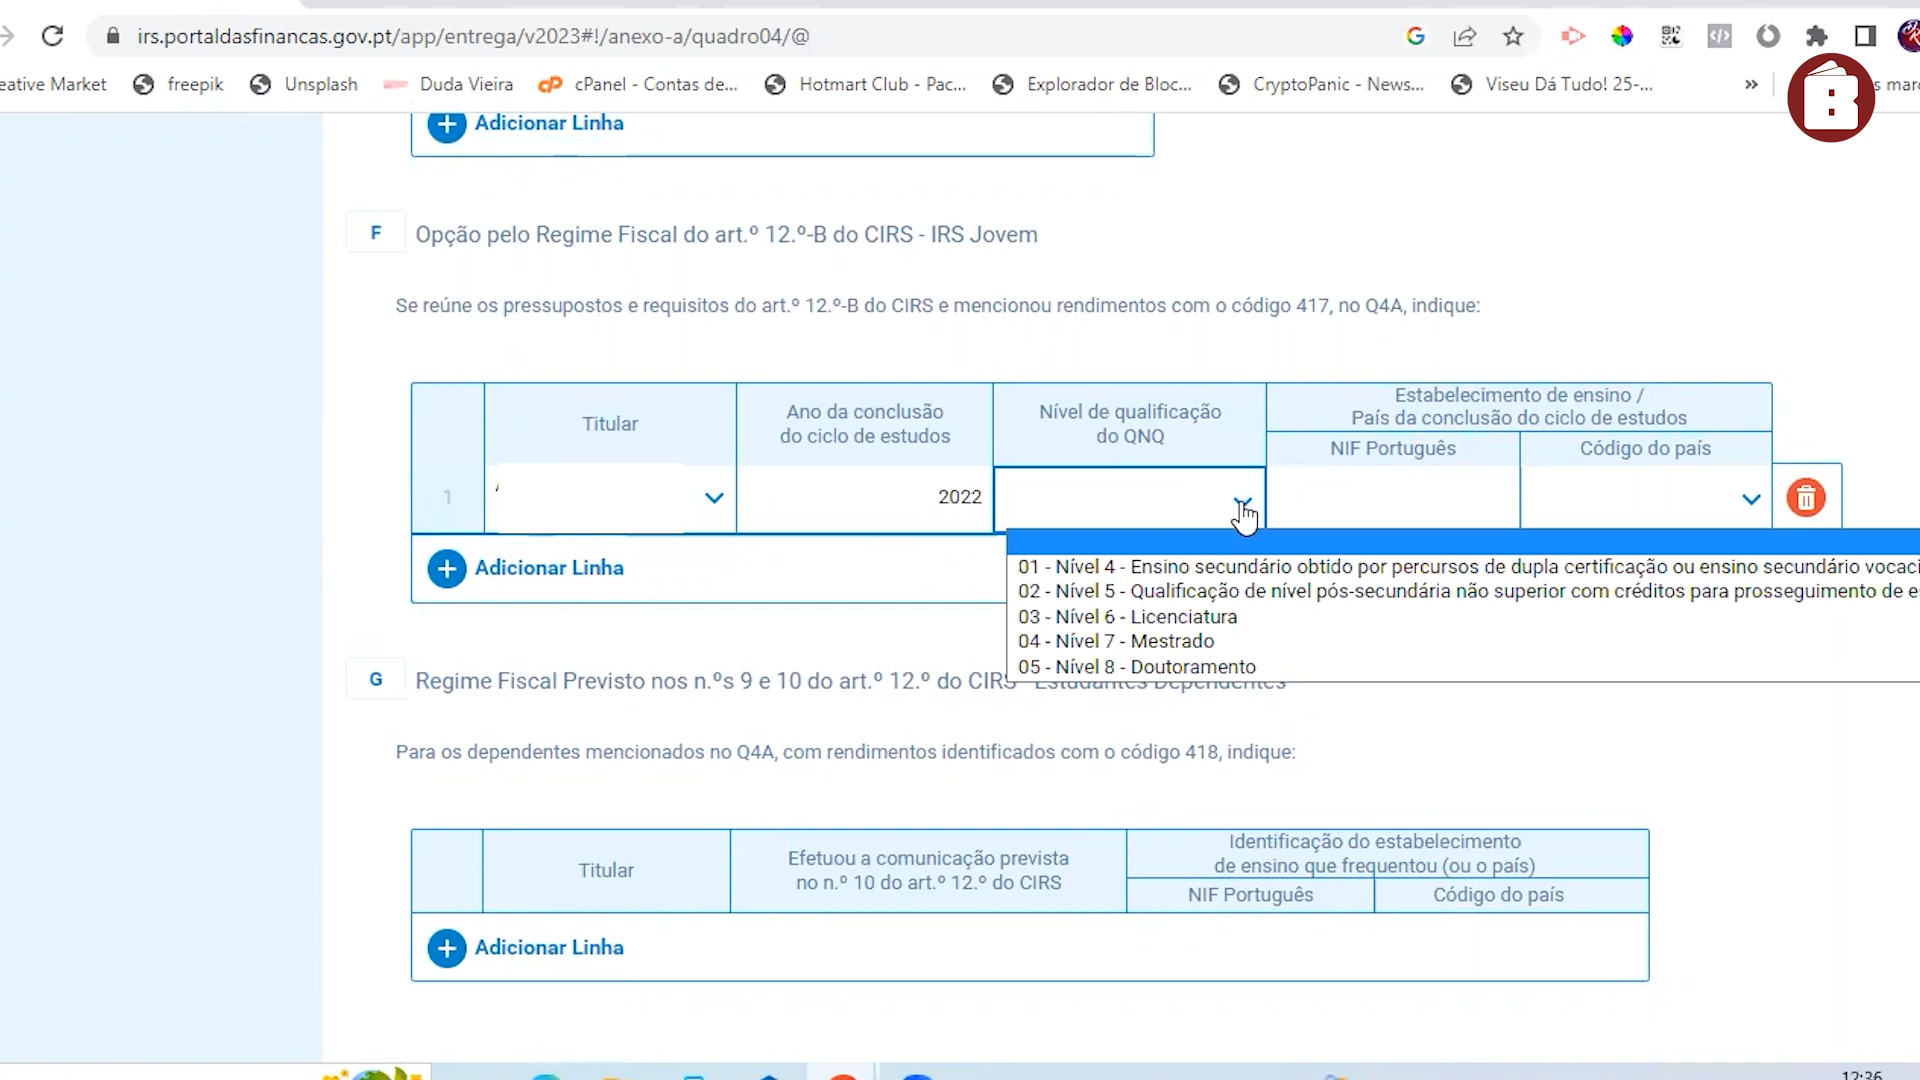 irs.portaldasfinancas.gov.pt/app/entrega/v2023#!/anexo-a/quadro04/@
eative Market freepik Unsplash Duda Vieira cPanel - Contas de... Hotmart Club - Pac... Explorador de Bloc... CryptoPanic - News... Viseu Dá Tudo! 25-... » s marc
Adicionar Linha
F Opção pelo Regime Fiscal do art.º 12.º-B do CIRS - IRS Jovem
Se reúne os pressupostos e requisitos do art.º 12.º-B do CIRS e mencionou rendimentos com o código 417, no Q4A, indique:
Titular
Ano da conclusão
do ciclo de estudos
Nível de qualificação
do QNQ
Estabelecimento de ensino /
País da conclusão do ciclo de estudos
NIF Português
Código do país
1 2022
Adicionar Linha
01 - Nível 4 - Ensino secundário obtido por percursos de dupla certificação ou ensino secundário vocaci
02 - Nível 5 - Qualificação de nível pós-secundária não superior com créditos para prosseguimento de e
03 - Nível 6 - Licenciatura
04 - Nível 7 - Mestrado
05 - Nível 8 - Doutoramento
G Regime Fiscal Previsto nos n.ºs 9 e 10 do art.º 12.º do CIRS - Estudantes Dependentes
Para os dependentes mencionados no Q4A, com rendimentos identificados com o código 418, indique:
Titular
Efetuou a comunicação prevista
no n.º 10 do art.º 12.º do CIRS
Identificação do estabelecimento
de ensino que frequentou (ou o país)
NIF Português
Código do país
Adicionar Linha
12:36